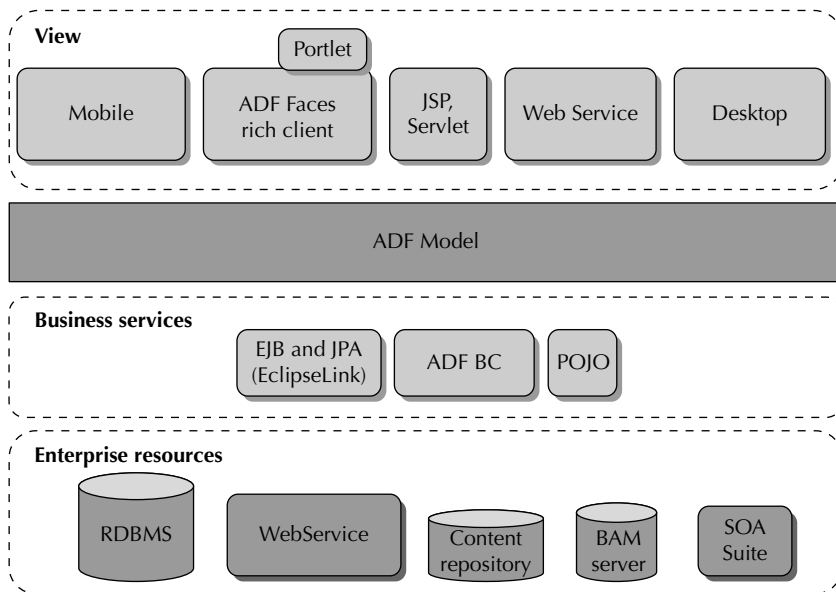 View
Portlet
Mobile
ADF Faces
rich client
JSP,
Servlet
Web Service
Desktop
ADF Model
Business services
EJB and JPA
(EclipseLink)
ADF BC
POJO
Enterprise resources
RDBMS
WebService
Content
repository
BAM
server
SOA
Suite